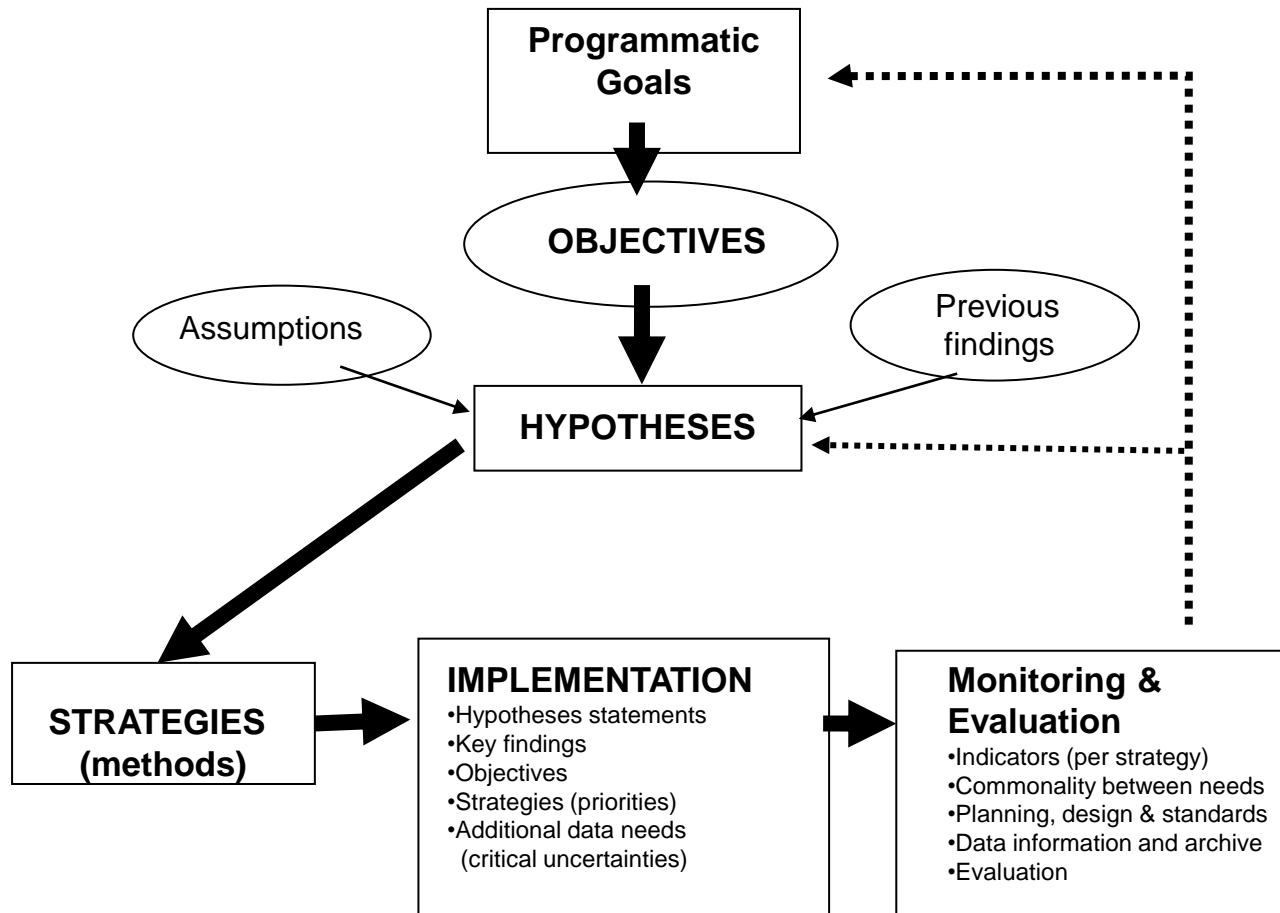 Programmatic
Goals
OBJECTIVES
Assumptions
Previous
findings
HYPOTHESES
STRATEGIES
(methods)
IMPLEMENTATION
•Hypotheses statements
•Key findings
•Objectives
•Strategies (priorities)
•Additional data needs
(critical uncertainties)
Monitoring &
Evaluation
•Indicators (per strategy)
•Commonality between needs
•Planning, design & standards
•Data information and archive
•Evaluation